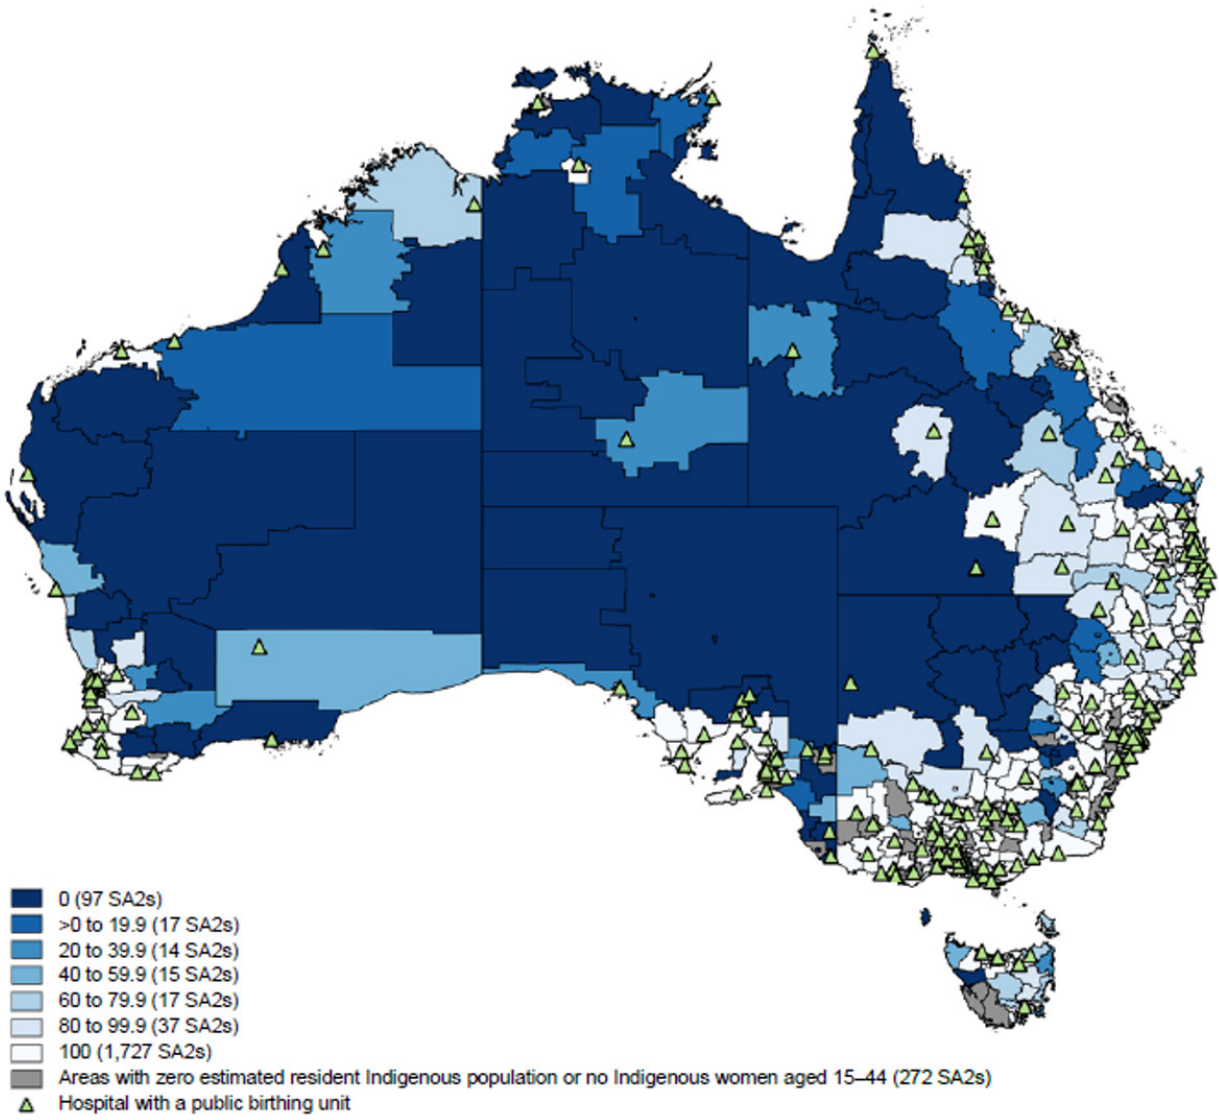 0 (97 SA2s)
>0 to 19.9 (17 SA2s)
20 to 39.9 (14 SA2s)
40 to 59.9 (15 SA2s)
60 to 79.9 (17 SA2s)
80 to 99.9 (37 SA2s)
100 (1,727 SA2s)
Areas with zero estimated resident Indigenous population or no Indigenous women aged 15–44 (272 SA2s)
Hospital with a public birthing unit